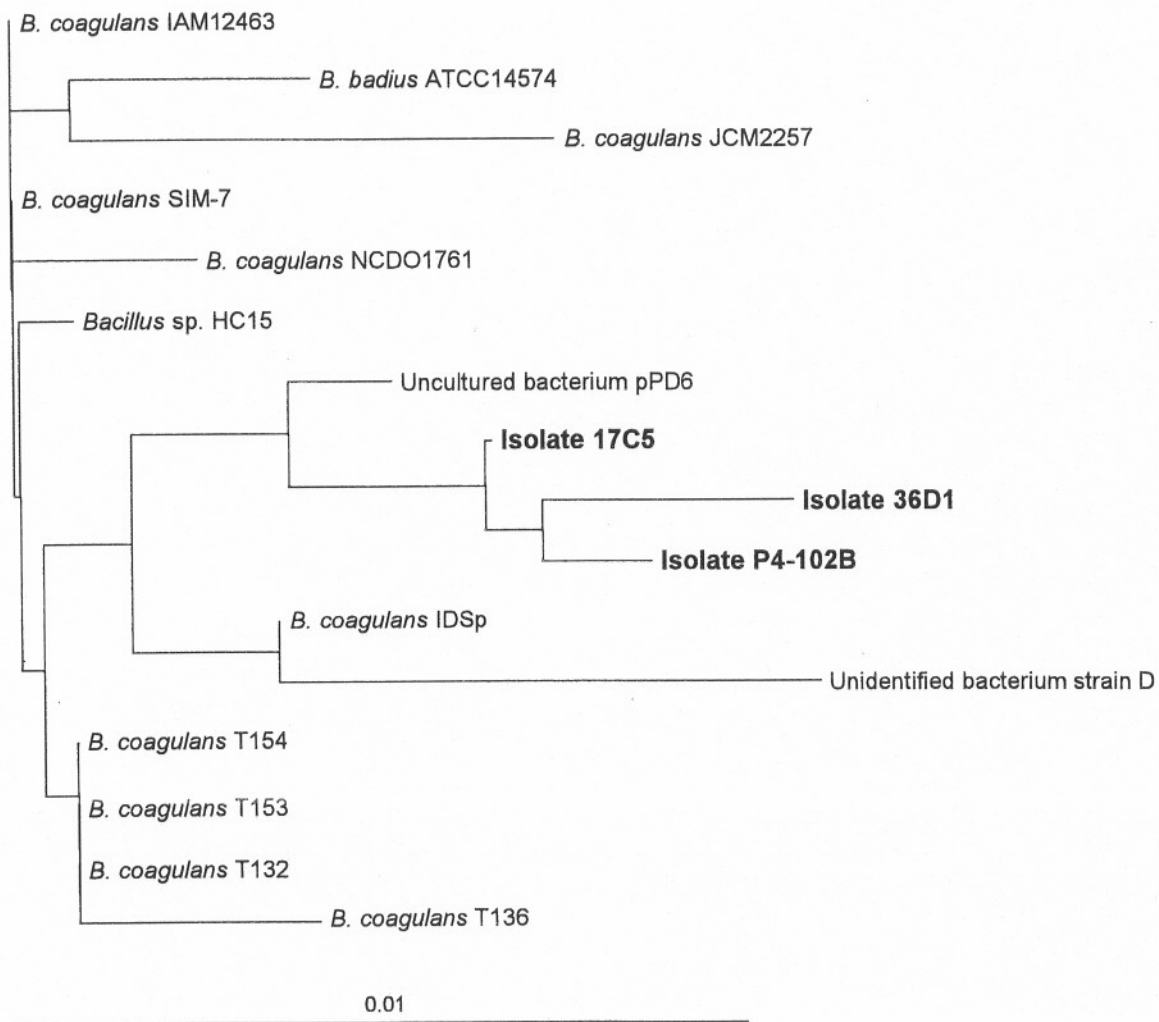 B. coagulans IAM12463
B. badius ATCC14574
B. coagulans JCM2257
B. coagulans SIM-7
B. coagulans NCDO1761
Bacillus sp. HC15
Uncultured bacterium pPD6
Isolate 17C5
Isolate 36D1
Isolate P4-102B
B. coagulans IDSp
Unidentified bacterium strain D
B. coagulans T154
B. coagulans T153
B. coagulans T132
B. coagulans T136
0.01